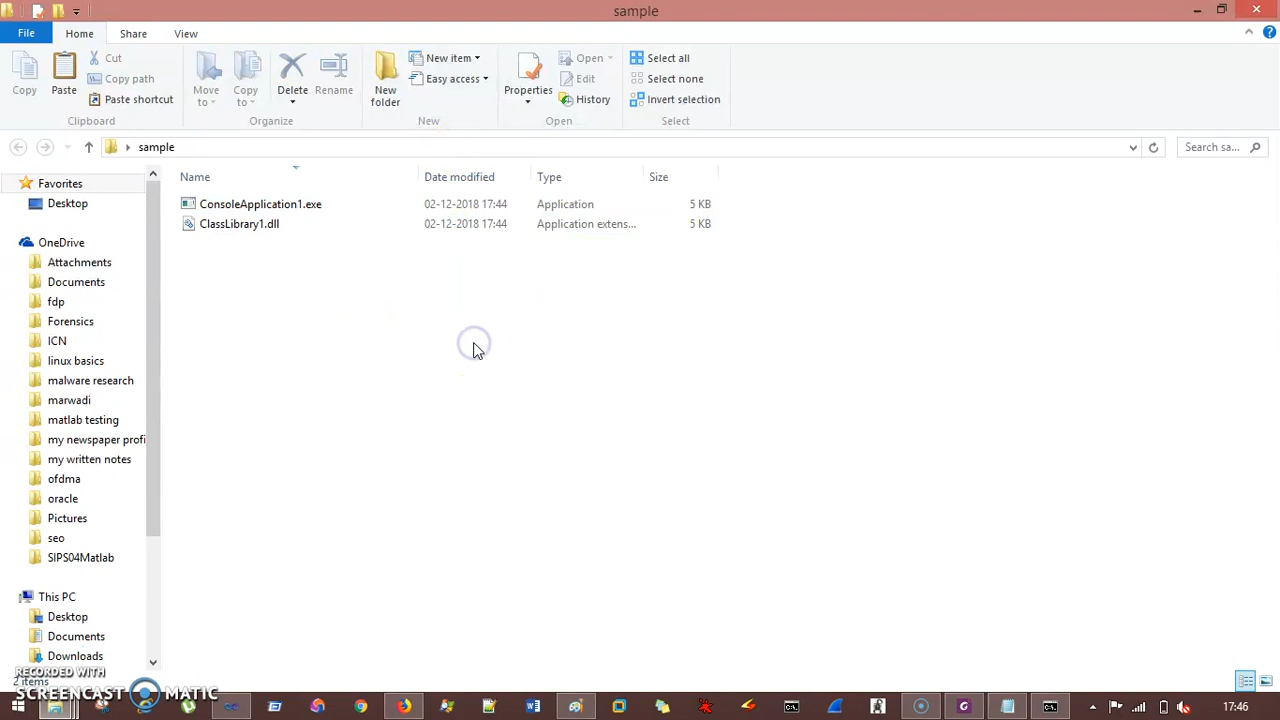 sample
File Home Share View
Copy
Paste
Cut
Copy path
Paste shortcut
Clipboard
Move to
Copy to
Delete
Rename
Organize
New folder
New item
Easy access
New
Properties
Open
Edit
History
Open
Select all
Select none
Invert selection
Select
sample
Search sa...
Name Date modified Type Size
ConsoleApplication1.exe 02-12-2018 17:44 Application 5 KB
ClassLibrary1.dll 02-12-2018 17:44 Application extens... 5 KB
Favorites
Desktop
OneDrive
Attachments
Documents
fdp
Forensics
ICN
linux basics
malware research
marwadi
matlab testing
my newspaper profi
my written notes
ofdma
oracle
Pictures
seo
SIPS04Matlab
This PC
Desktop
Documents
Downloads
2 items
RECORDED WITH
SCREENCAST MATIC
17:46